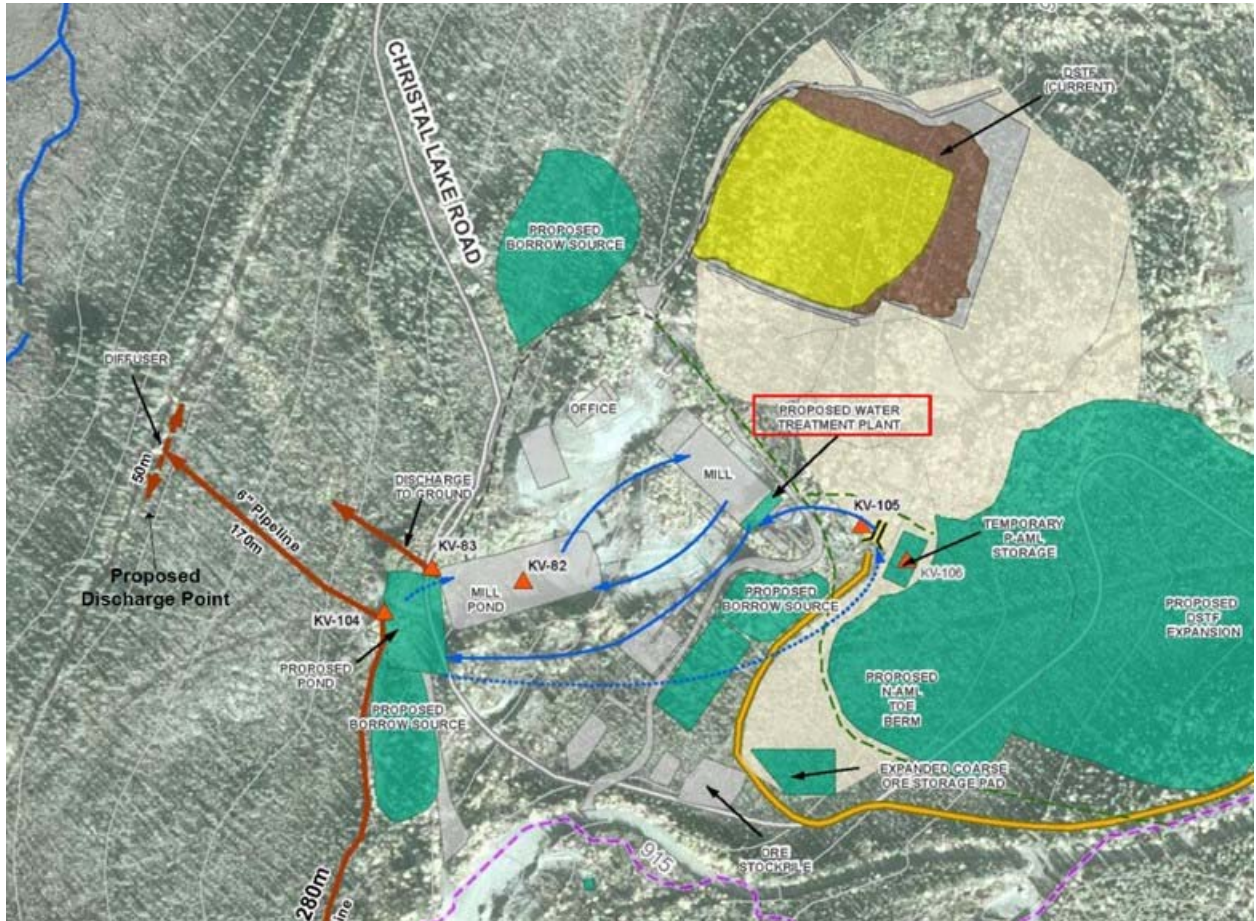 DSTF
(CURRENT)
CHRISTAL LAKE ROAD
PROPOSED
BORROW SOURCE
DIFFUSER
OFFICE
PROPOSED WATER
TREATMENT PLANT
50m
6" Pipeline
170m
DISCHARGE
TO GROUND
MILL
KV-105
TEMPORARY
P-AML
STORAGE
KV-106
KV-83
KV-82
MILL
POND
Proposed
Discharge Point
KV-104
PROPOSED
BORROW SOURCE
PROPOSED
DSTF
EXPANSION
PROPOSED
POND
PROPOSED
N-AML
TOE
BERM
PROPOSED
BORROW SOURCE
EXPANDED COARSE
ORE STORAGE PAD
ORE
STOCKPILE
915
280m